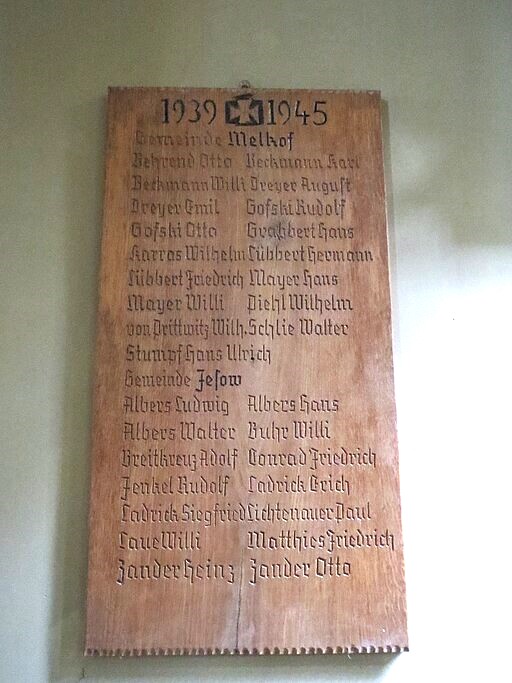 1939 1945
Gemeinde Melkof
Behrend Otto Beckmann Karl
Beckmann Willi Dreyer August
Dreyer Emil Gofski Rudolf
Gofski Otto Grabbert Hans
Karras Wilhelm Lübbert Hermann
Lübbert Friedrich Mayer Hans
Mayer Willi Piehl Wilhelm
von Prittwitz Wilh. Schlie Walter
Stumpf Hans Ulrich
Gemeinde Jesow
Albers Ludwig Albers Hans
Albers Walter Buhr Willi
Breitkreuz Adolf Conrad Friedrich
Jenkel Rudolf Ladrick Erich
Ladrick Siegfried Lichtenauer Paul
Laue Willi Matthies Friedrich
Zander Heinz Zander Otto